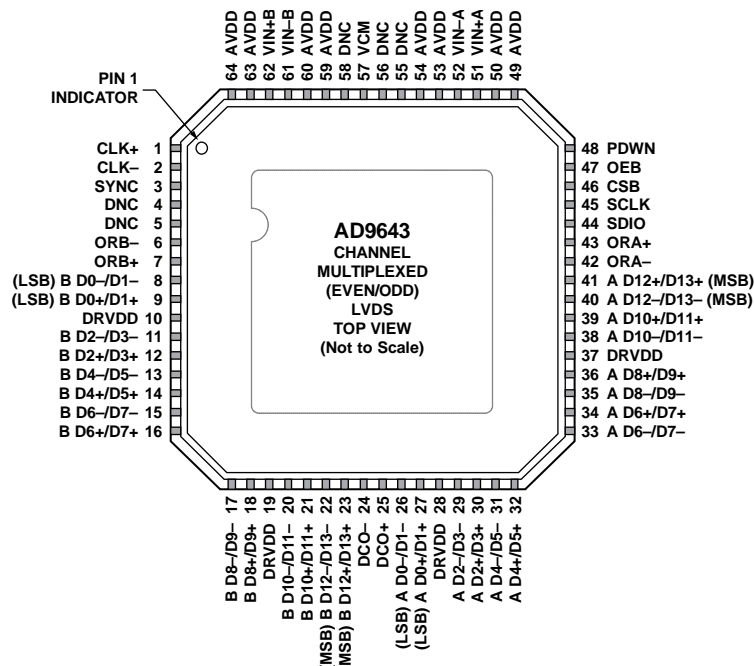 64 AVDD
63 AVDD
62 VIN+B
61 VIN–B
60 AVDD
59 AVDD
58 DNC
57 VCM
56 DNC
55 DNC
54 AVDD
53 AVDD
52 VIN–A
51 VIN+A
50 AVDD
49 AVDD
PIN 1
INDICATOR
CLK+ 1
CLK– 2
SYNC 3
DNC 4
DNC 5
ORB– 6
ORB+ 7
(LSB) B D0–/D1– 8
(LSB) B D0+/D1+ 9
DRVDD 10
B D2–/D3– 11
B D2+/D3+ 12
B D4–/D5– 13
B D4+/D5+ 14
B D6–/D7– 15
B D6+/D7+ 16
AD9643
CHANNEL
MULTIPLEXED
(EVEN/ODD)
LVDS
TOP VIEW
(Not to Scale)
48 PDWN
47 OEB
46 CSB
45 SCLK
44 SDIO
43 ORA+
42 ORA–
41 A D12+/D13+ (MSB)
40 A D12–/D13– (MSB)
39 A D10+/D11+
38 A D10–/D11–
37 DRVDD
36 A D8+/D9+
35 A D8–/D9–
34 A D6+/D7+
33 A D6–/D7–
B D8–/D9– 17
B D8+/D9+ 18
DRVDD 19
B D10–/D11– 20
B D10+/D11+ 21
(MSB) B D12–/D13– 22
(MSB) B D12+/D13+ 23
DCO– 24
DCO+ 25
(LSB) A D0–/D1– 26
(LSB) A D0+/D1+ 27
DRVDD 28
A D2–/D3– 29
A D2+/D3+ 30
A D4–/D5– 31
A D4+/D5+ 32